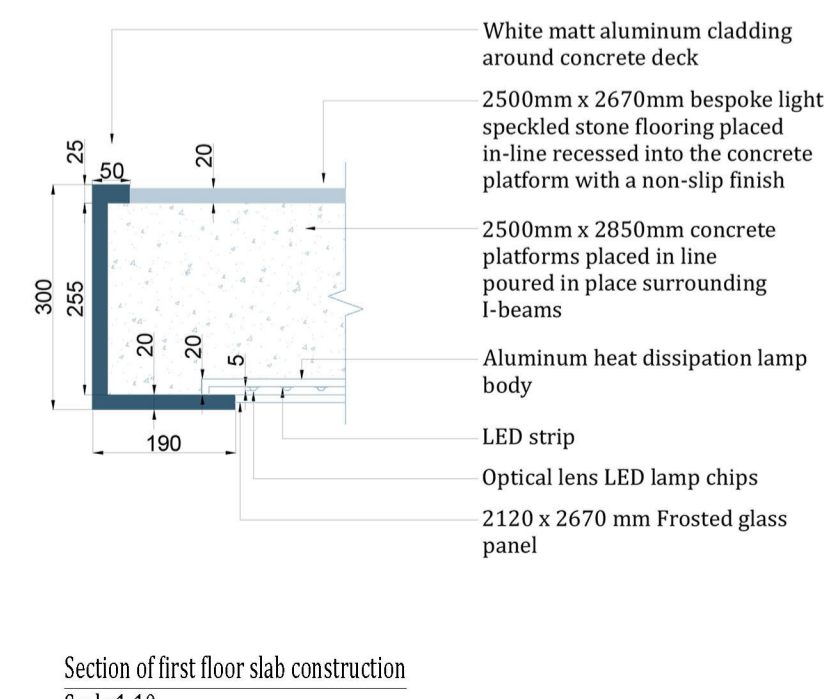 White matt aluminum cladding
around concrete deck
2500mm x 2670mm bespoke light
speckled stone flooring placed
in-line recessed into the concrete
platform with a non-slip finish
25
50
20
2500mm x 2850mm concrete
platforms placed in line
poured in place surrounding
I-beams
300
255
20
20
5
Aluminum heat dissipation lamp
body
190
LED strip
Optical lens LED lamp chips
2120 x 2670 mm Frosted glass
panel
Section of first floor slab construction